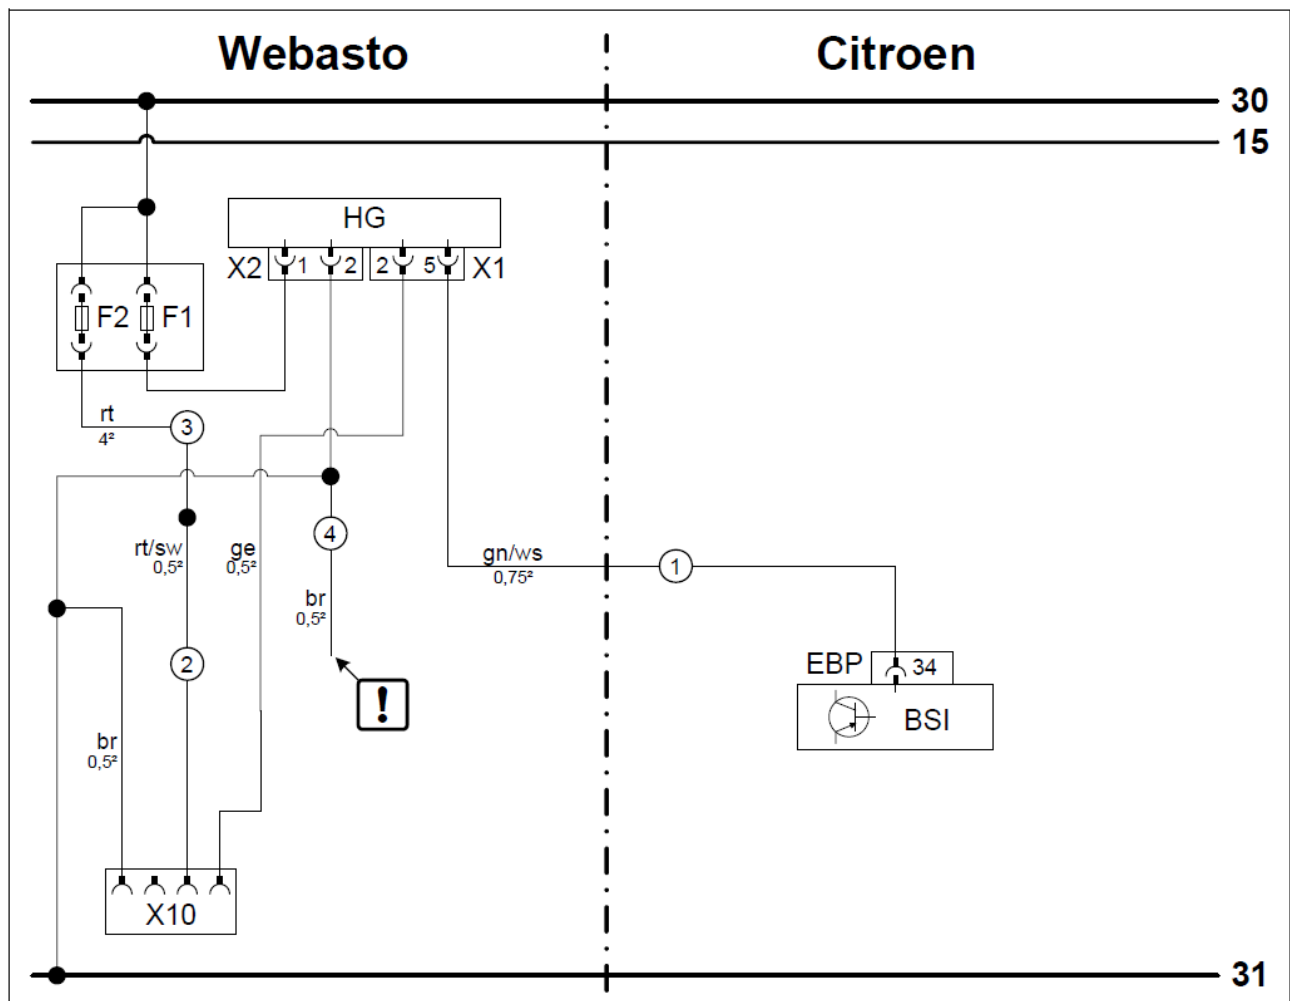 Webasto
Citroen
30
15
HG
X2 1 2 2 5 X1
F2 F1
rt
4²
3
rt/sw
0,5²
ge
0,5²
4
gn/ws
0,75²
1
br
0,5²
2
EBP 34
!
BSI
br
0,5²
X10
31